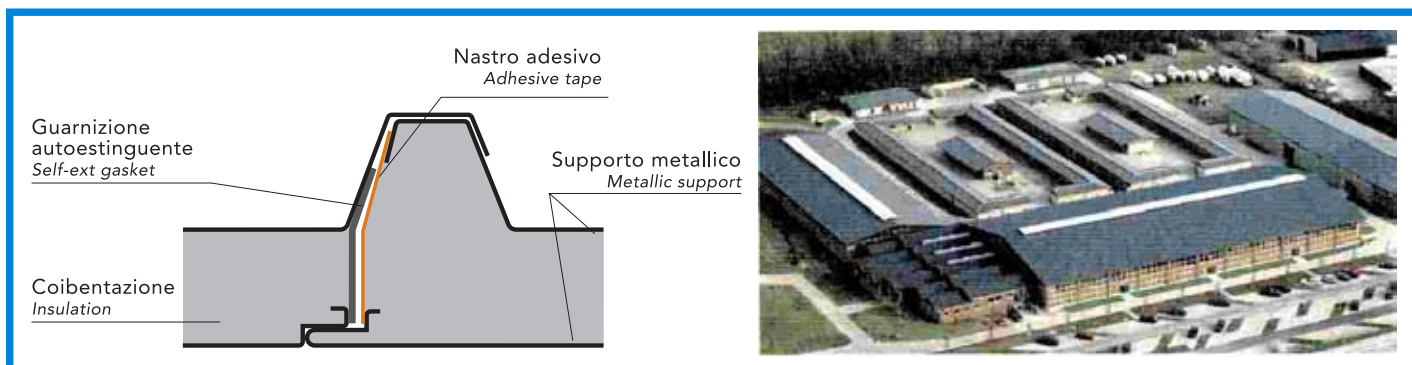 Nastro adesivo
Adhesive tape
Guarnizione
autoestinguente
Self-ext gasket
Supporto metallico
Metallic support
Coibentazione
Insulation